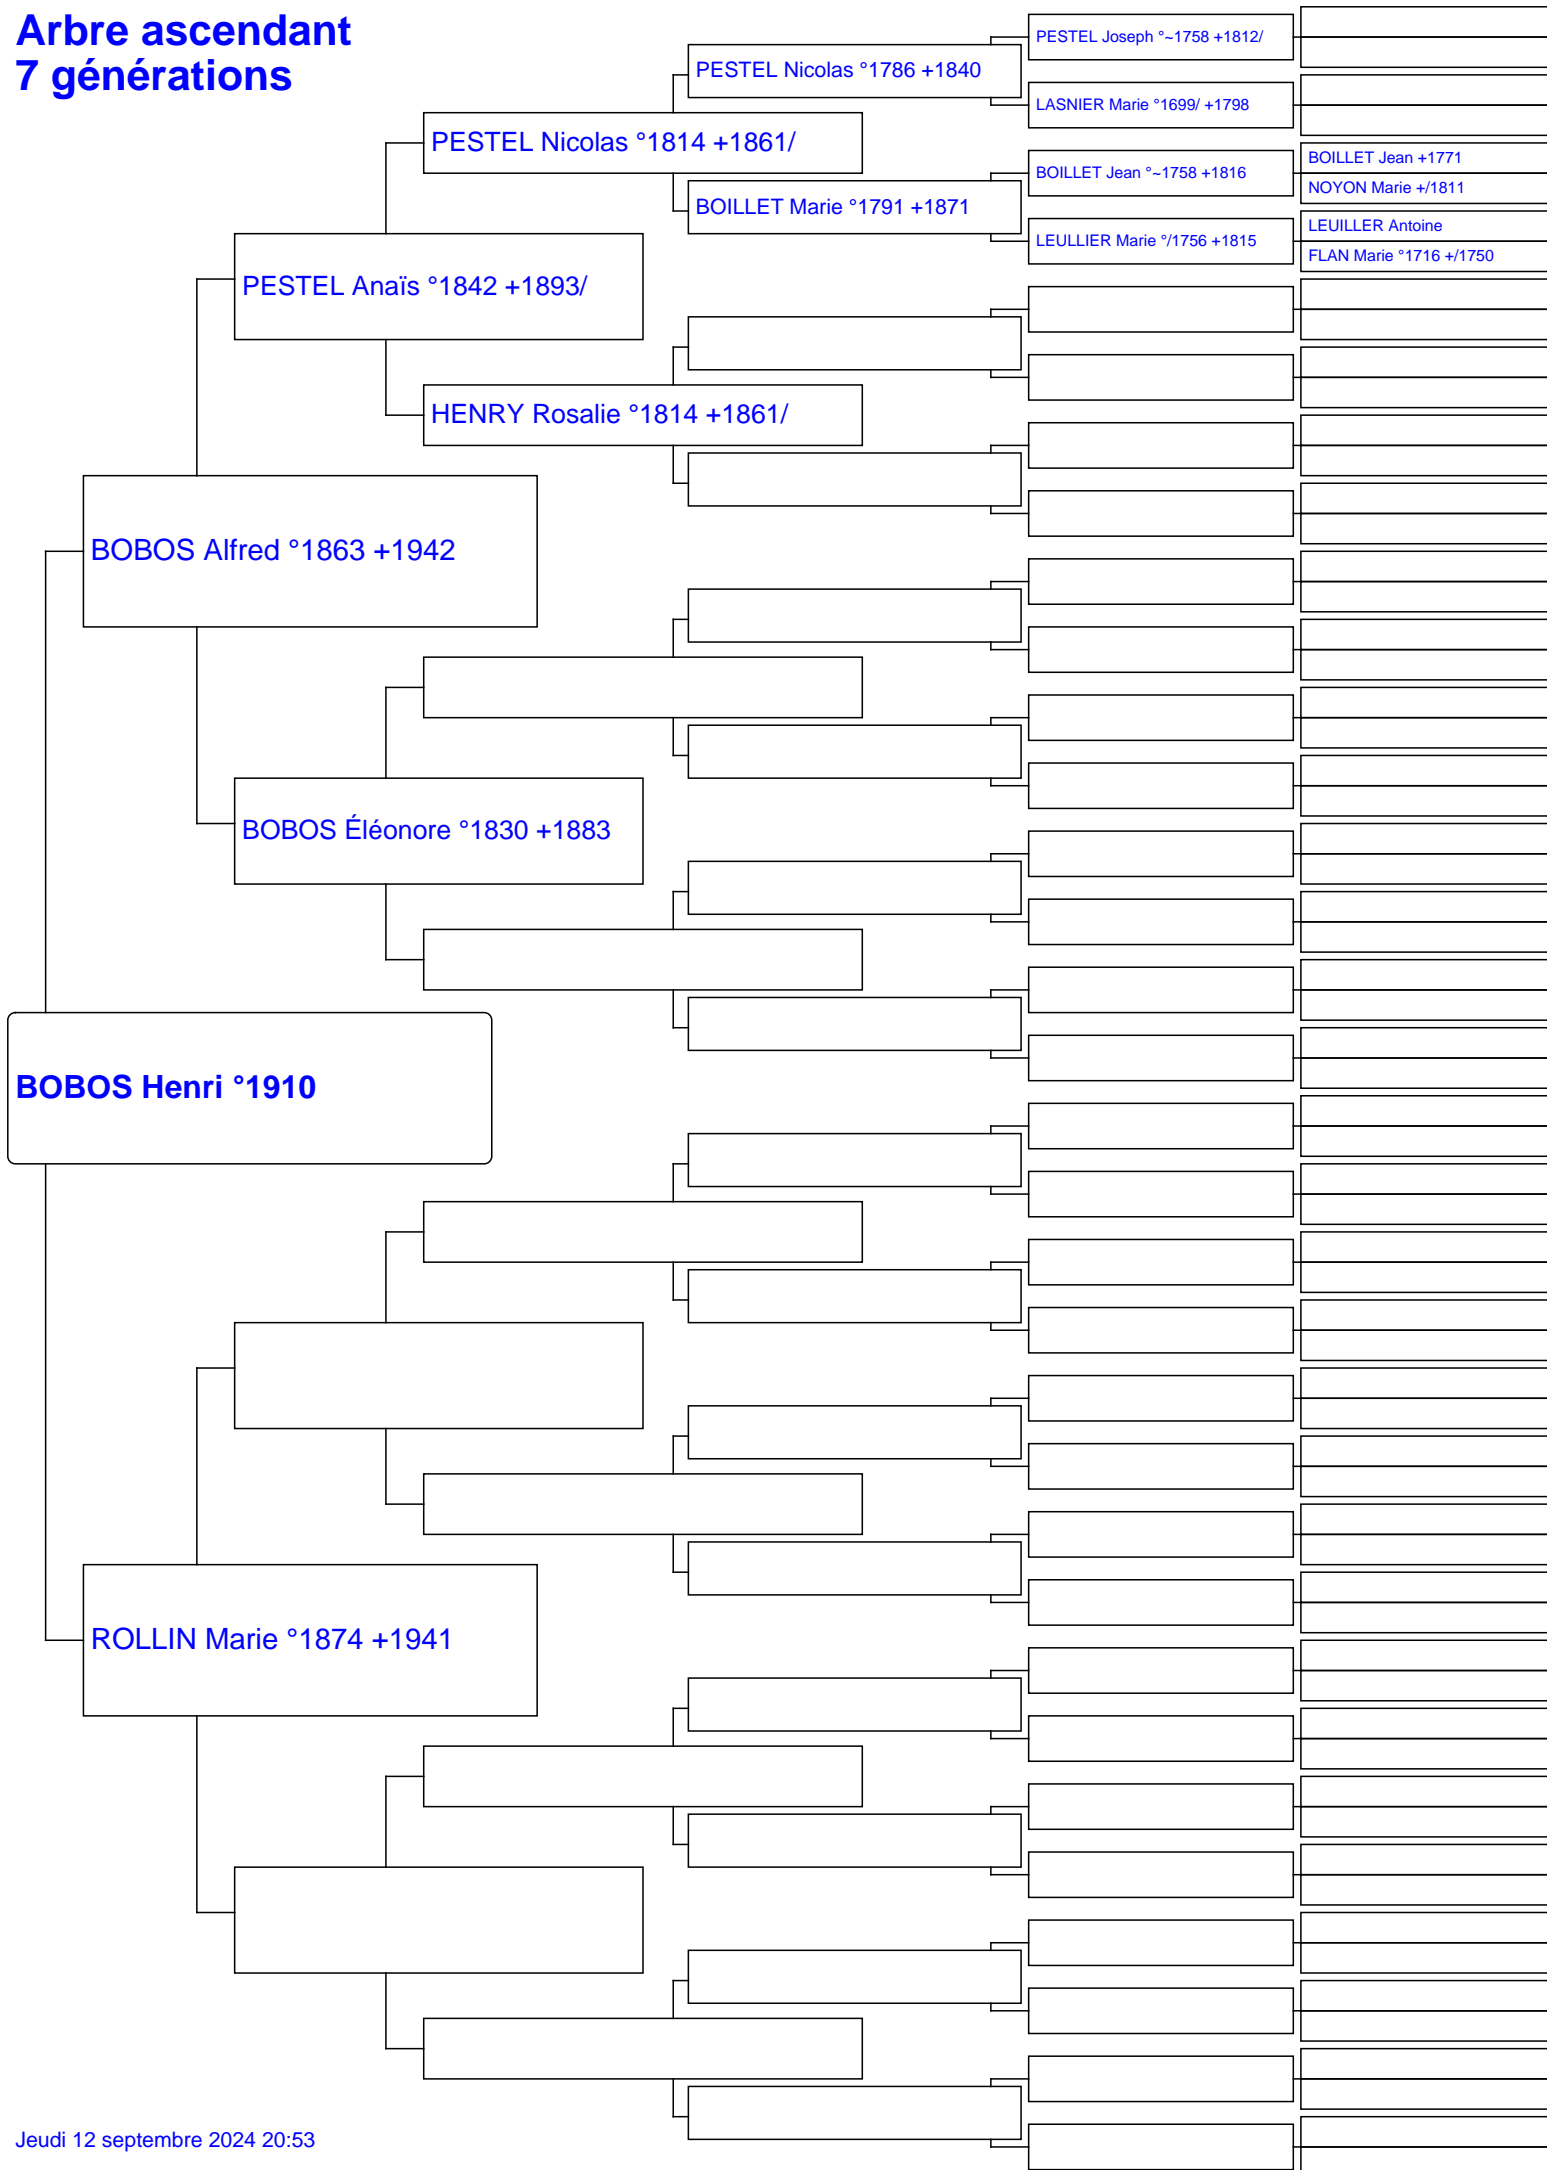 Arbre ascendant
7 générations
PESTEL Joseph °~1758 +1812/
PESTEL Nicolas °1786 +1840
LASNIER Marie °1699/ +1798
PESTEL Nicolas °1814 +1861/
BOILLET Jean +1771
BOILLET Jean °~1758 +1816
NOYON Marie +/1811
BOILLET Marie °1791 +1871
LEUILLER Antoine
LEULLIER Marie °/1756 +1815
FLAN Marie °1716 +/1750
PESTEL Anaïs °1842 +1893/
HENRY Rosalie °1814 +1861/
BOBOS Alfred °1863 +1942
BOBOS Éléonore °1830 +1883
BOBOS Henri °1910
ROLLIN Marie °1874 +1941
Jeudi 12 septembre 2024 20:53